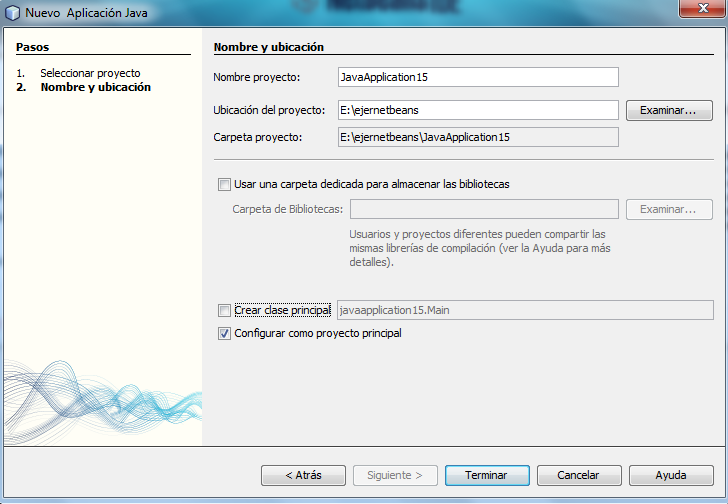 Nuevo Aplicación Java
Pasos
1. Seleccionar proyecto
2. Nombre y ubicación
Nombre y ubicación
Nombre proyecto: JavaApplication15
Ubicación del proyecto: E:\ejernetbeans Examinar...
Carpeta proyecto: E:\ejernetbeans\JavaApplication15
Usar una carpeta dedicada para almacenar las bibliotecas
Carpeta de Bibliotecas: Examinar...
Usuarios y proyectos diferentes pueden compartir las
mismas librerías de compilación (ver la Ayuda para más
detalles).
Crear clase principal javaapplication15.Main
Configurar como proyecto principal
< Atrás Siguiente > Terminar Cancelar Ayuda